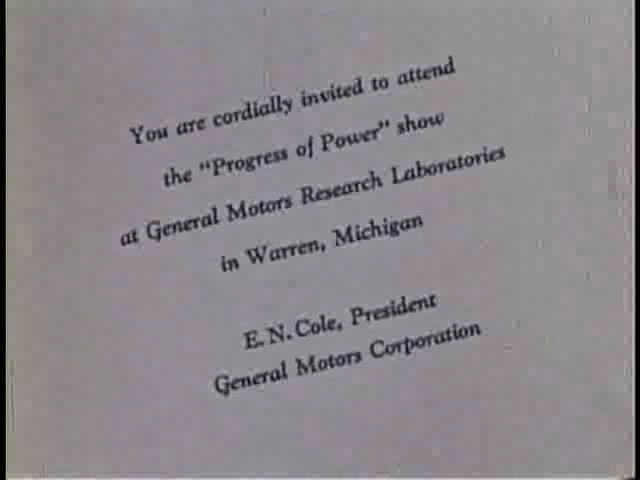 You are cordially invited to attend
the "Progress of Power" show
at General Motors Research Laboratories
in Warren, Michigan
E. N. Cole, President
General Motors Corporation